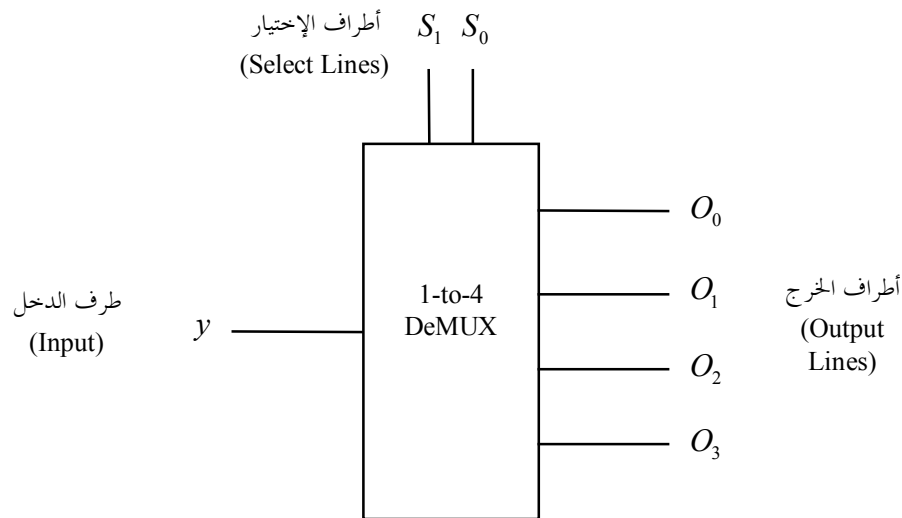 أطراف الإختيار
(Select Lines)
S₁ S₀
O₀
1-to-4
DeMUX
طرف الدخل
(Input)
y
O₁
O₂
O₃
أطراف الخرج
(Output
Lines)